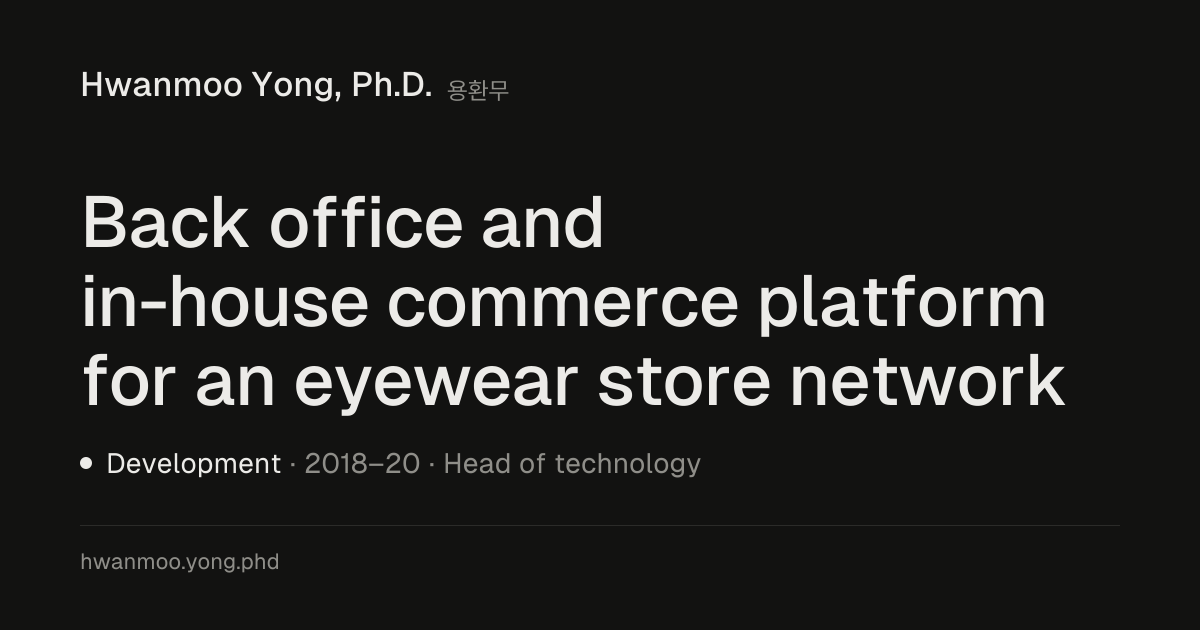 Hwanmoo Yong, Ph.D. 용환무
Back office and
in-house commerce platform
for an eyewear store network
Development · 2018–20 · Head of technology
hwanmoo.yong.phd